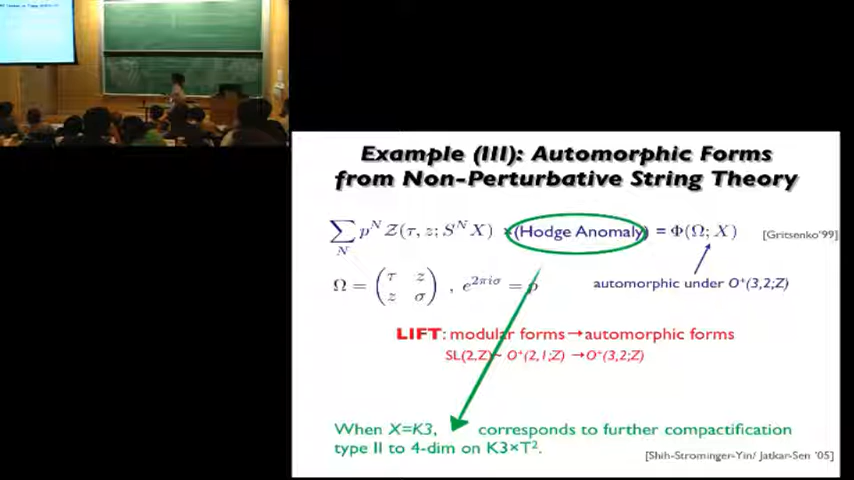 Example (III): Automorphic Forms
from Non-Perturbative String Theory
∑_N p^N Z(τ, z; S^N X) ×(Hodge Anomaly) = Φ(Ω; X) [Gritsenko'99]
Ω = (τ z; z σ) , e^{2πiσ} = p
automorphic under O⁺(3,2;Z)
LIFT: modular forms → automorphic forms
SL(2,Z)~ O⁺(2,1;Z) → O⁺(3,2;Z)
When X=K3, corresponds to further compactification
type II to 4-dim on K3×T².
[Shih-Strominger-Yin/ Jatkar-Sen '05]